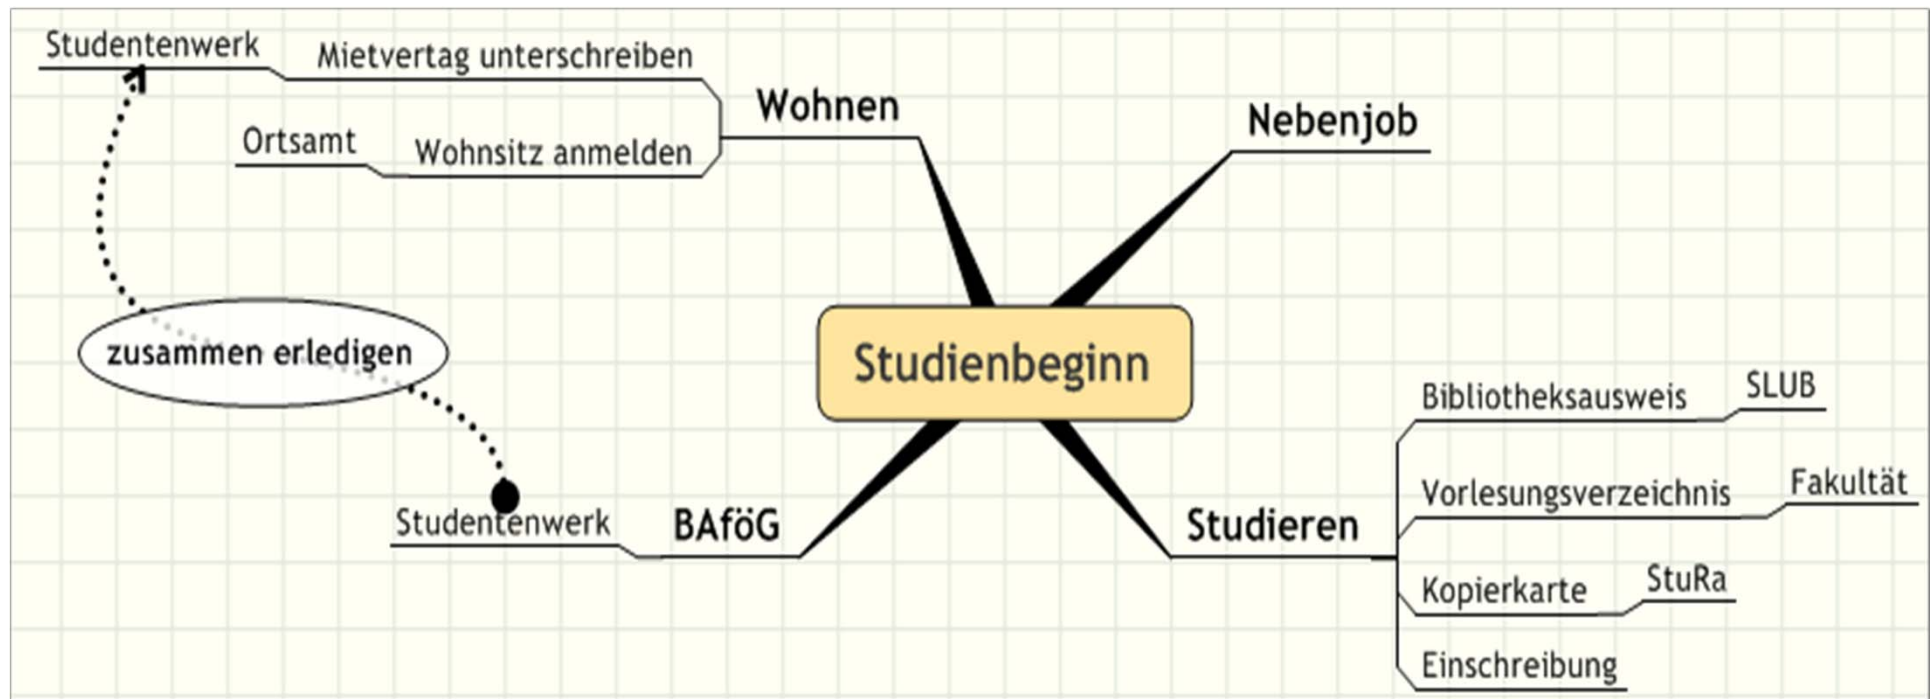 Studentenwerk
Mietvertag unterschreiben
Wohnen
Ortsamt
Wohnsitz anmelden
Nebenjob
zusammen erledigen
Studienbeginn
Studentenwerk
BAföG
Studieren
Bibliotheksausweis
SLUB
Vorlesungsverzeichnis
Fakultät
Kopierkarte
StuRa
Einschreibung